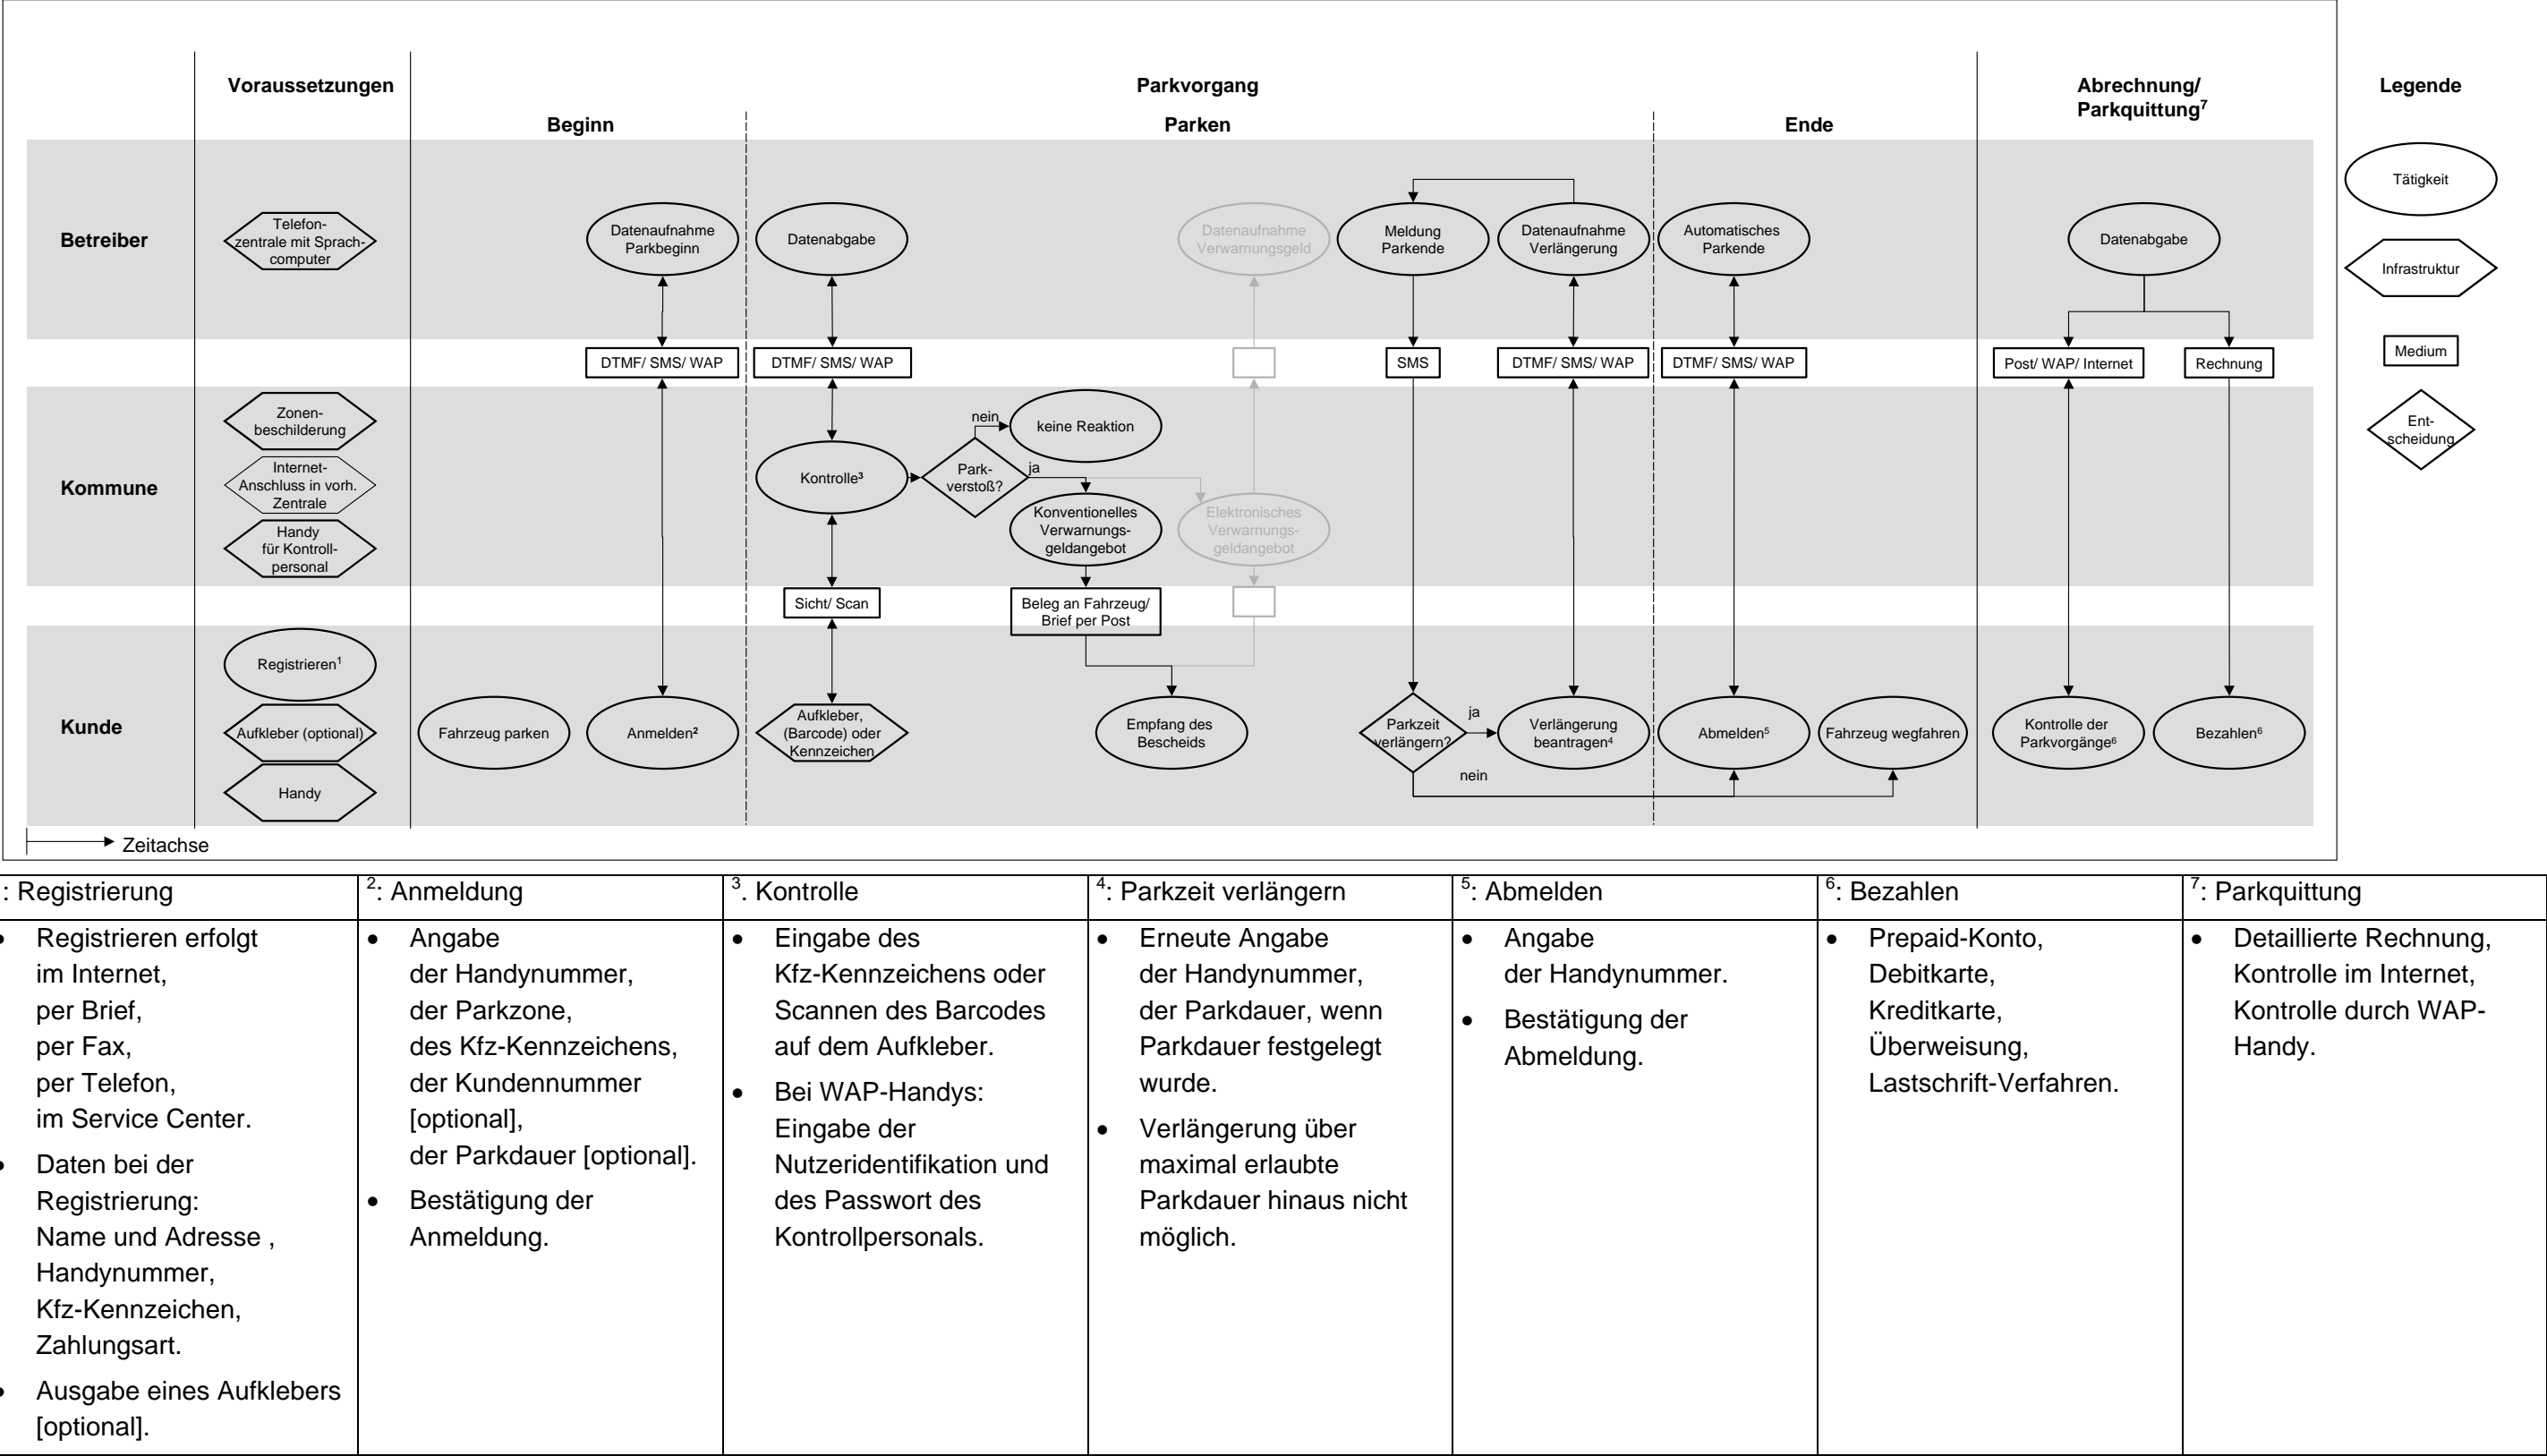 Voraussetzungen
Parkvorgang
Abrechnung/
Parkquittung⁷
Legende
Beginn
Parken
Ende
Betreiber
Telefon-
zentrale mit Sprach-
computer
Datenaufnahme
Parkbeginn
Datenabgabe
Datenaufnahme
Verwarnungsgeld
Meldung
Parkende
Datenaufnahme
Verlängerung
Automatisches
Parkende
Datenabgabe
Tätigkeit
Infrastruktur
Medium
Ent-
scheidung
DTMF/ SMS/ WAP
DTMF/ SMS/ WAP
SMS
DTMF/ SMS/ WAP
DTMF/ SMS/ WAP
Post/ WAP/ Internet
Rechnung
Kommune
Zonen-
beschilderung
Internet-
Anschluss in vorh.
Zentrale
Handy
für Kontroll-
personal
Kontrolle³
Park-
verstoß?
nein
keine Reaktion
ja
Konventionelles
Verwarnungs-
geldangebot
Elektronisches
Verwarnungs-
geldangebot
Sicht/ Scan
Beleg an Fahrzeug/
Brief per Post
Kunde
Registrieren¹
Aufkleber (optional)
Handy
Fahrzeug parken
Anmelden²
Aufkleber,
(Barcode) oder
Kennzeichen
Empfang des
Bescheids
Parkzeit
verlängern?
ja
nein
Verlängerung
beantragen⁴
Abmelden⁵
Fahrzeug wegfahren
Kontrolle der
Parkvorgänge⁶
Bezahlen⁶
Zeitachse
: Registrierung
• Registrieren erfolgt
im Internet,
per Brief,
per Fax,
per Telefon,
im Service Center.
• Daten bei der
Registrierung:
Name und Adresse ,
Handynummer,
Kfz-Kennzeichen,
Zahlungsart.
• Ausgabe eines Aufklebers
[optional].
²: Anmeldung
• Angabe
der Handynummer,
der Parkzone,
des Kfz-Kennzeichens,
der Kundennummer
[optional],
der Parkdauer [optional].
• Bestätigung der
Anmeldung.
³. Kontrolle
• Eingabe des
Kfz-Kennzeichens oder
Scannen des Barcodes
auf dem Aufkleber.
• Bei WAP-Handys:
Eingabe der
Nutzeridentifikation und
des Passwort des
Kontrollpersonals.
⁴: Parkzeit verlängern
• Erneute Angabe
der Handynummer,
der Parkdauer, wenn
Parkdauer festgelegt
wurde.
• Verlängerung über
maximal erlaubte
Parkdauer hinaus nicht
möglich.
⁵: Abmelden
• Angabe
der Handynummer.
• Bestätigung der
Abmeldung.
⁶: Bezahlen
• Prepaid-Konto,
Debitkarte,
Kreditkarte,
Überweisung,
Lastschrift-Verfahren.
⁷: Parkquittung
• Detaillierte Rechnung,
Kontrolle im Internet,
Kontrolle durch WAP-
Handy.